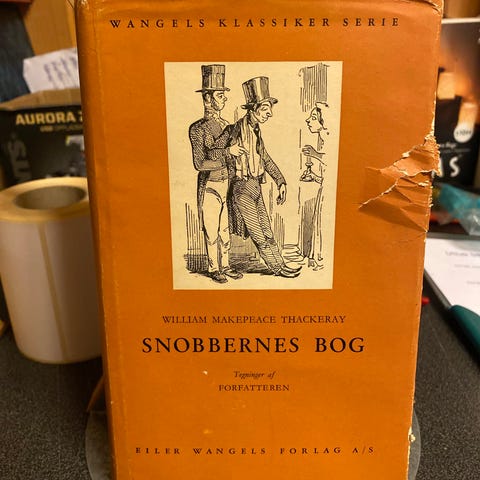 WANGELS KLASSIKER SERIE
WILLIAM MAKEPEACE THACKERAY
SNOBBERNES BOG
Tegninger af
FORFATTEREN
EILER WANGELS FORLAG A/S
AURORA